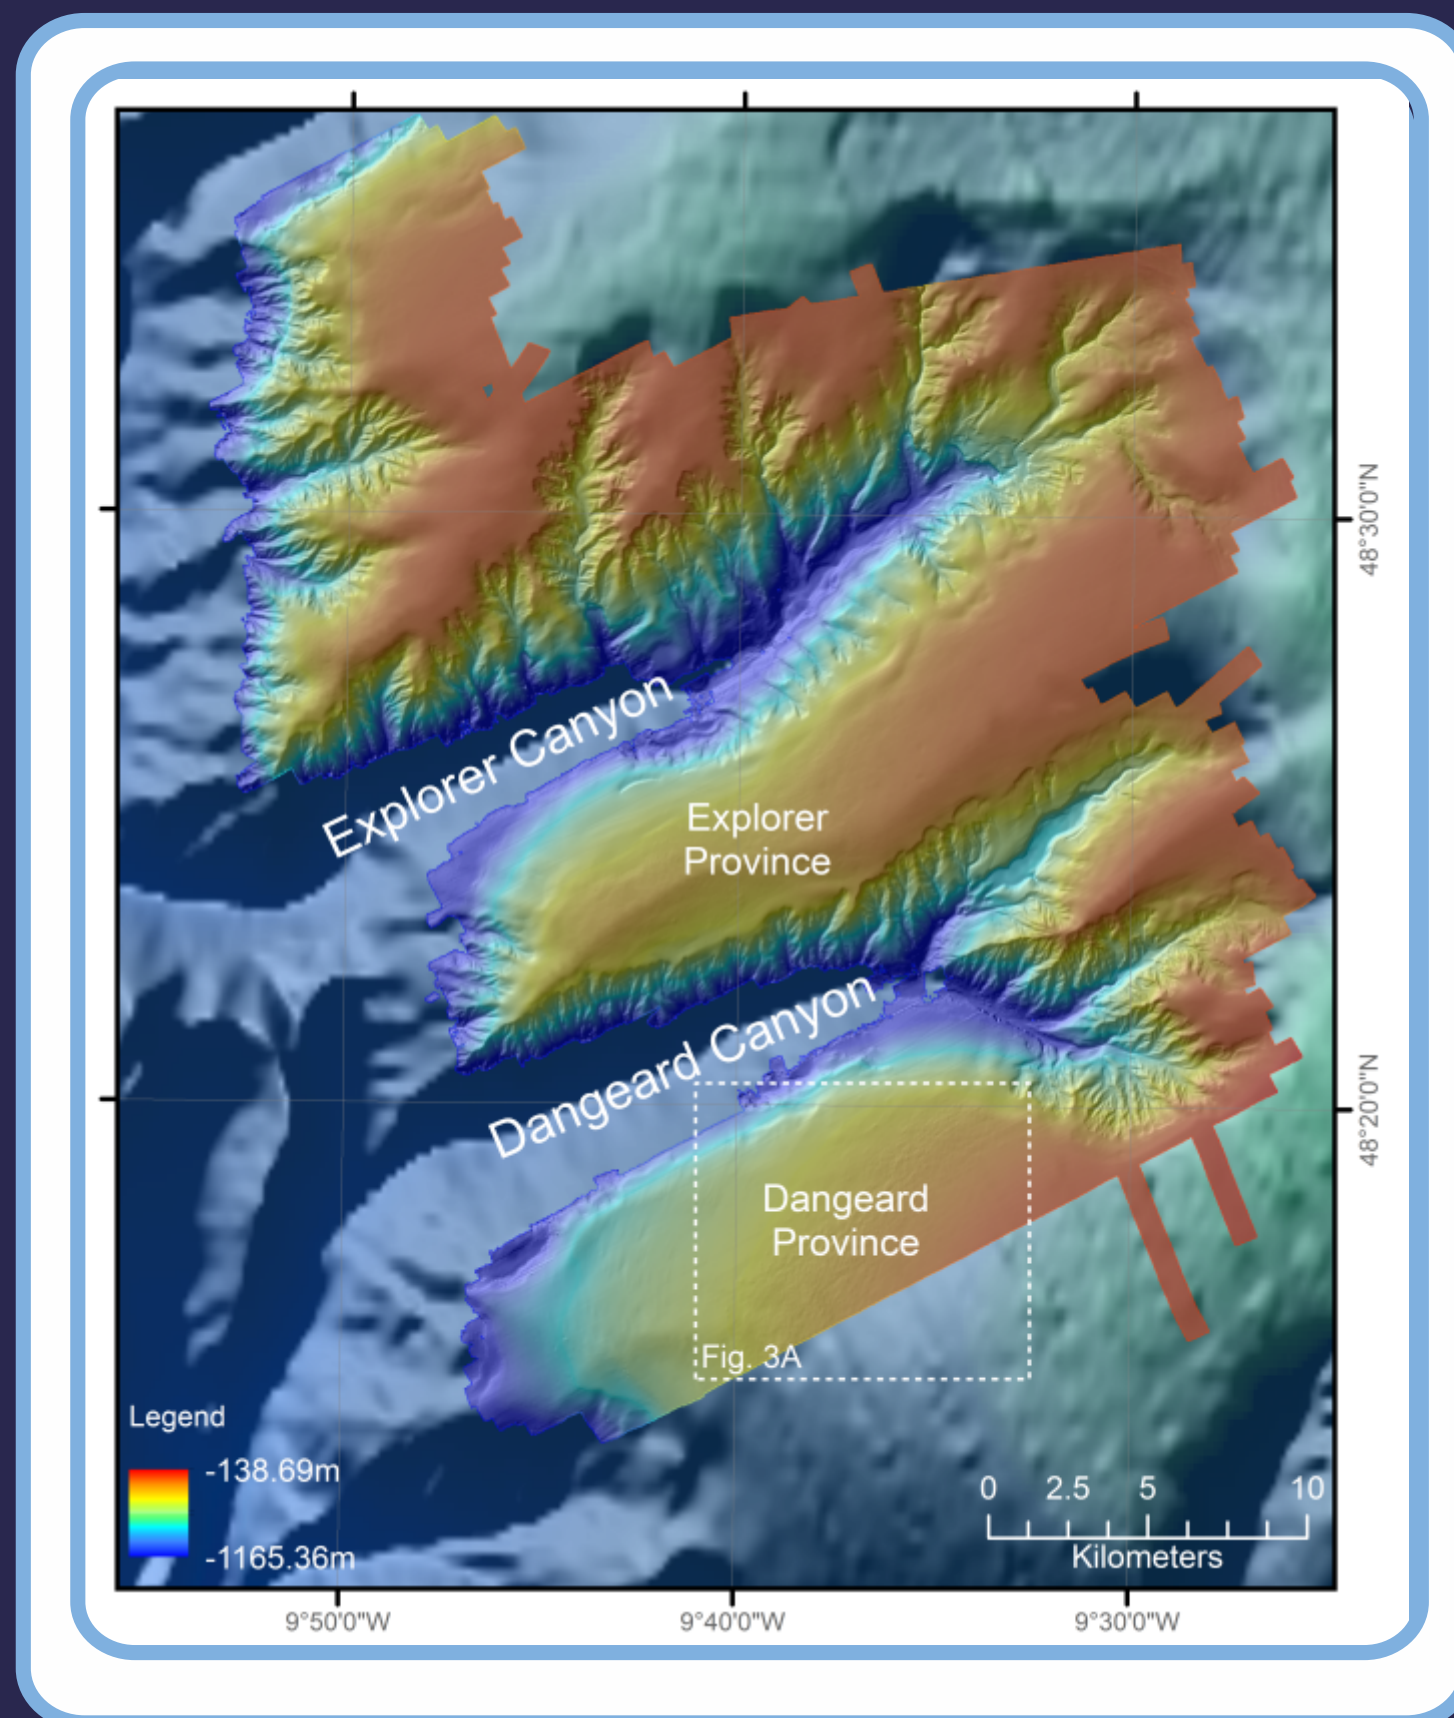 48°30'0"N
Explorer Canyon
Explorer
Province
Dangeard Canyon
48°20'0"N
Dangeard
Province
Fig. 3A
Legend
-138.69m
-1165.36m
0 2.5 5 10
Kilometers
9°50'0"W 9°40'0"W 9°30'0"W